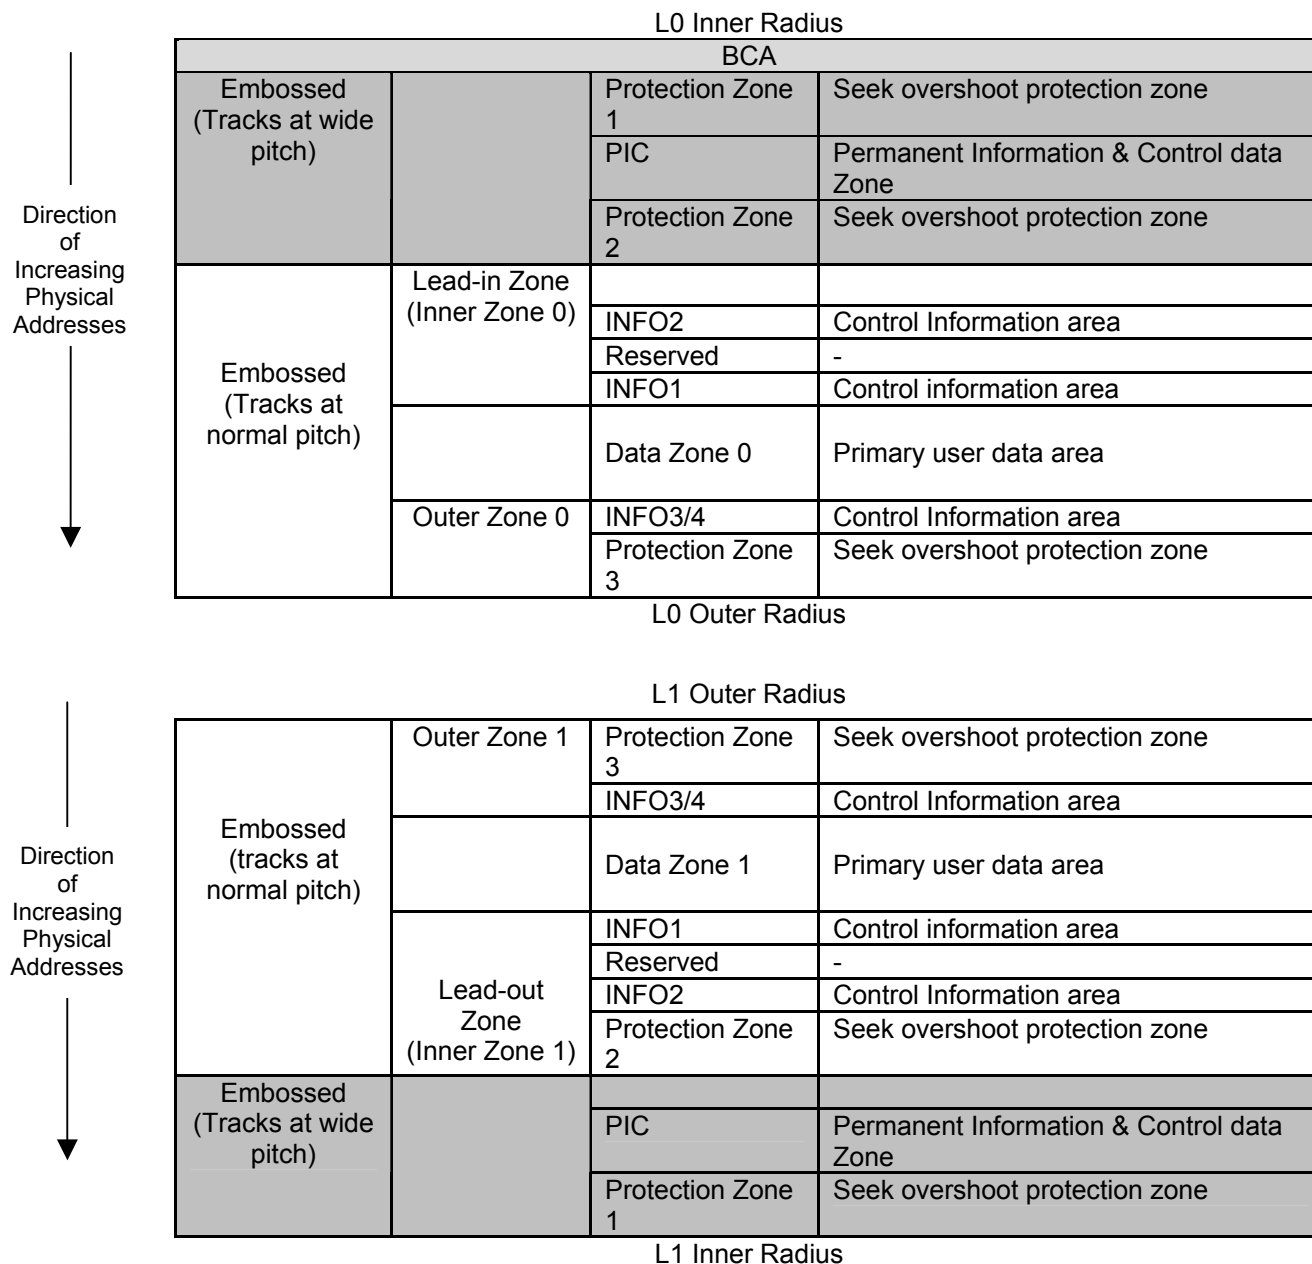 L0 Inner Radius
BCA
Embossed
(Tracks at wide
pitch)
Protection Zone
1
Seek overshoot protection zone
PIC
Permanent Information & Control data
Zone
Protection Zone
2
Seek overshoot protection zone
Direction
of
Increasing
Physical
Addresses
Embossed
(Tracks at
normal pitch)
Lead-in Zone
(Inner Zone 0)
INFO2
Control Information area
Reserved
-
INFO1
Control information area
Data Zone 0
Primary user data area
Outer Zone 0
INFO3/4
Control Information area
Protection Zone
3
Seek overshoot protection zone
L0 Outer Radius
L1 Outer Radius
Direction
of
Increasing
Physical
Addresses
Embossed
(tracks at
normal pitch)
Outer Zone 1
Protection Zone
3
Seek overshoot protection zone
INFO3/4
Control Information area
Data Zone 1
Primary user data area
Lead-out
Zone
(Inner Zone 1)
INFO1
Control information area
Reserved
-
INFO2
Control Information area
Protection Zone
2
Seek overshoot protection zone
Embossed
(Tracks at wide
pitch)
PIC
Permanent Information & Control data
Zone
Protection Zone
1
Seek overshoot protection zone
L1 Inner Radius